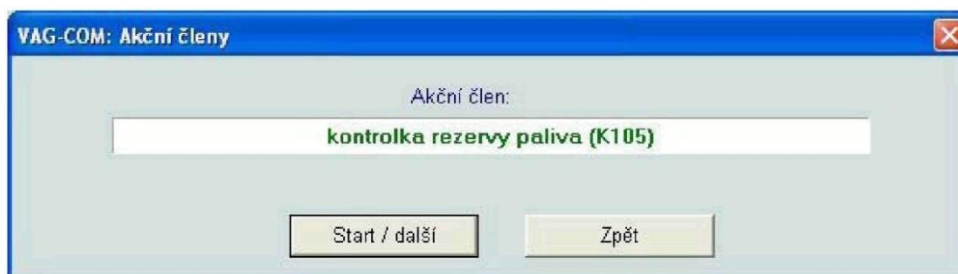 VAG-COM: Akční členy
Akční člen:
kontrolka rezervy paliva (K105)
Start / další
Zpět